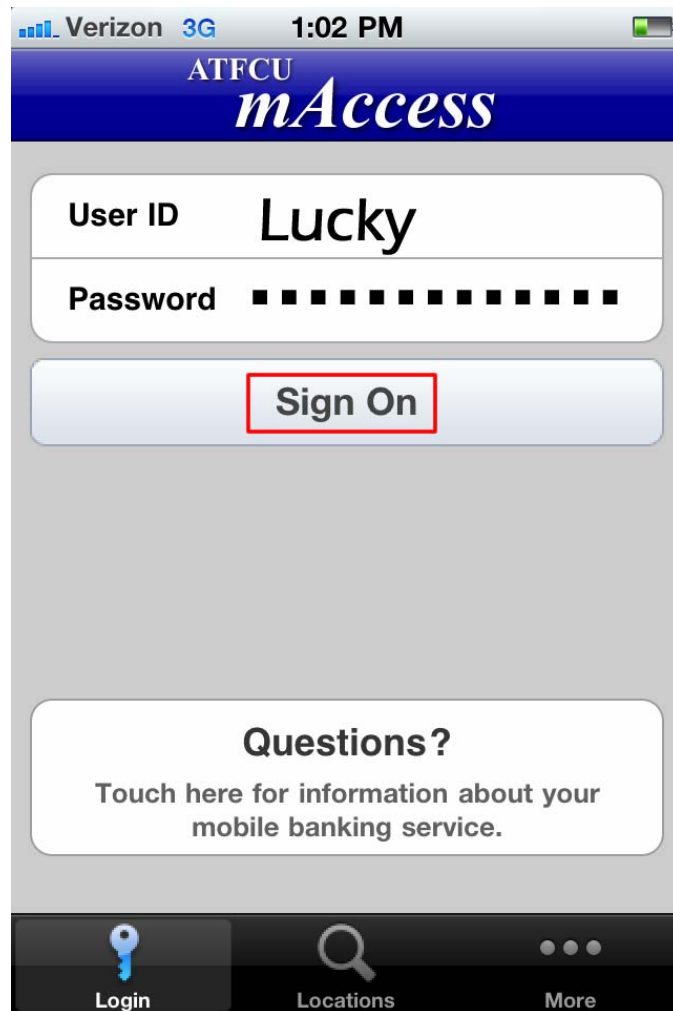 Verizon 3G 1:02 PM
ATFCU
mAccess
User ID Lucky
Password
Sign On
Questions?
Touch here for information about your
mobile banking service.
Login Locations More